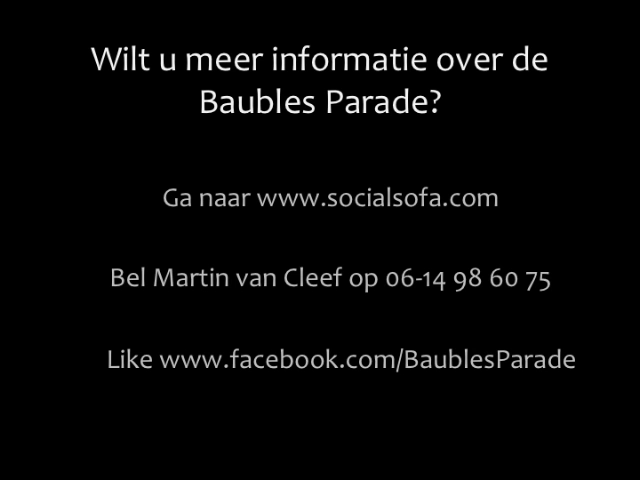 Wilt u meer informatie over de
Baubles Parade?
Ga naar www.socialsofa.com
Bel Martin van Cleef op 06-14 98 60 75
Like www.facebook.com/BaublesParade